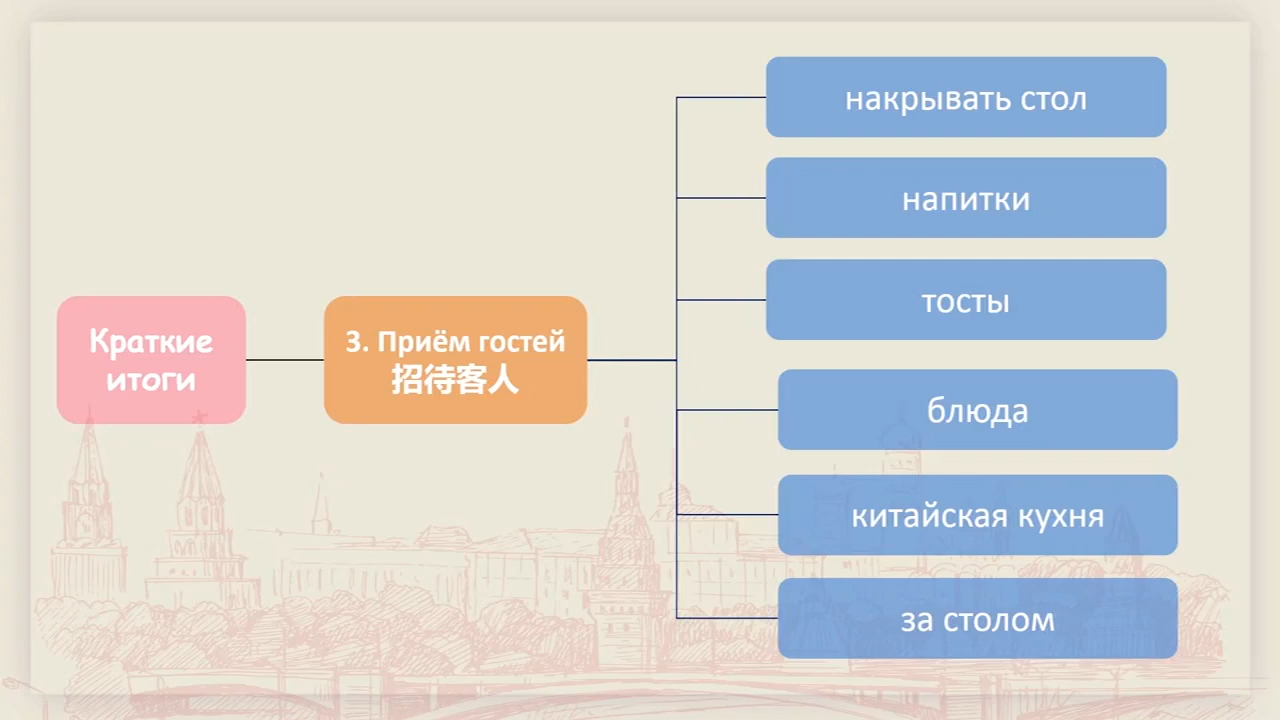 Краткие
итоги
3. Приём гостей
招待客人
накрывать стол
напитки
тосты
блюда
китайская кухня
за столом